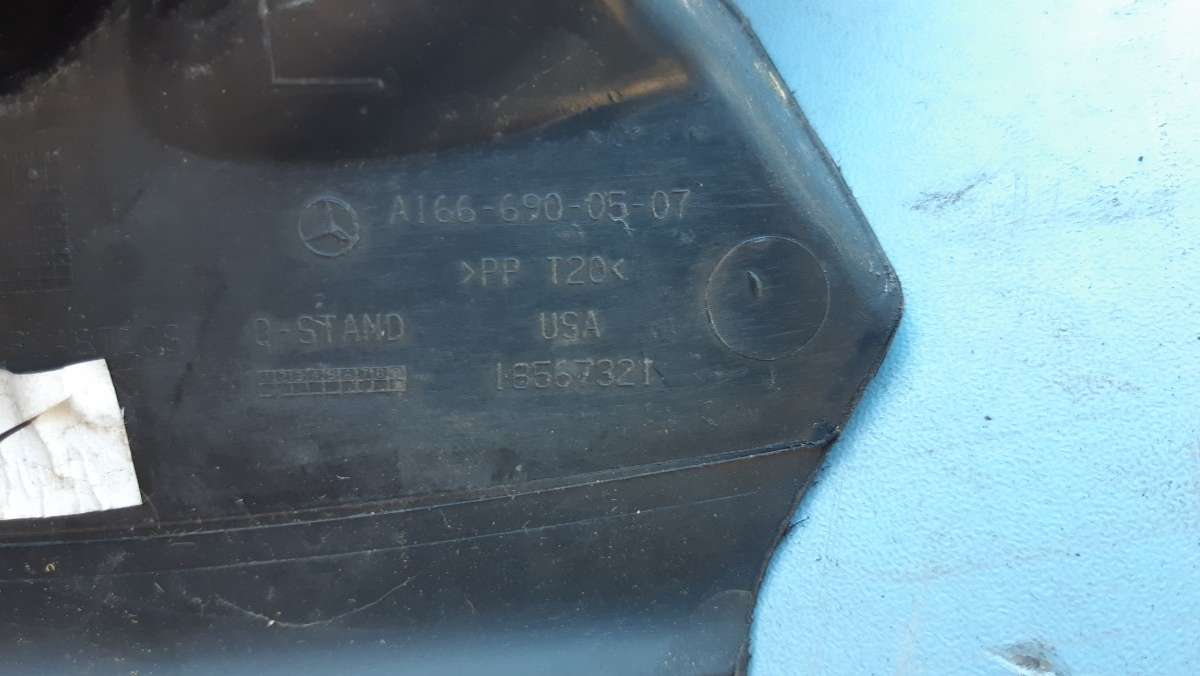 A166-690-05-07
>PP T20<
Q-STAND
USA
18567321